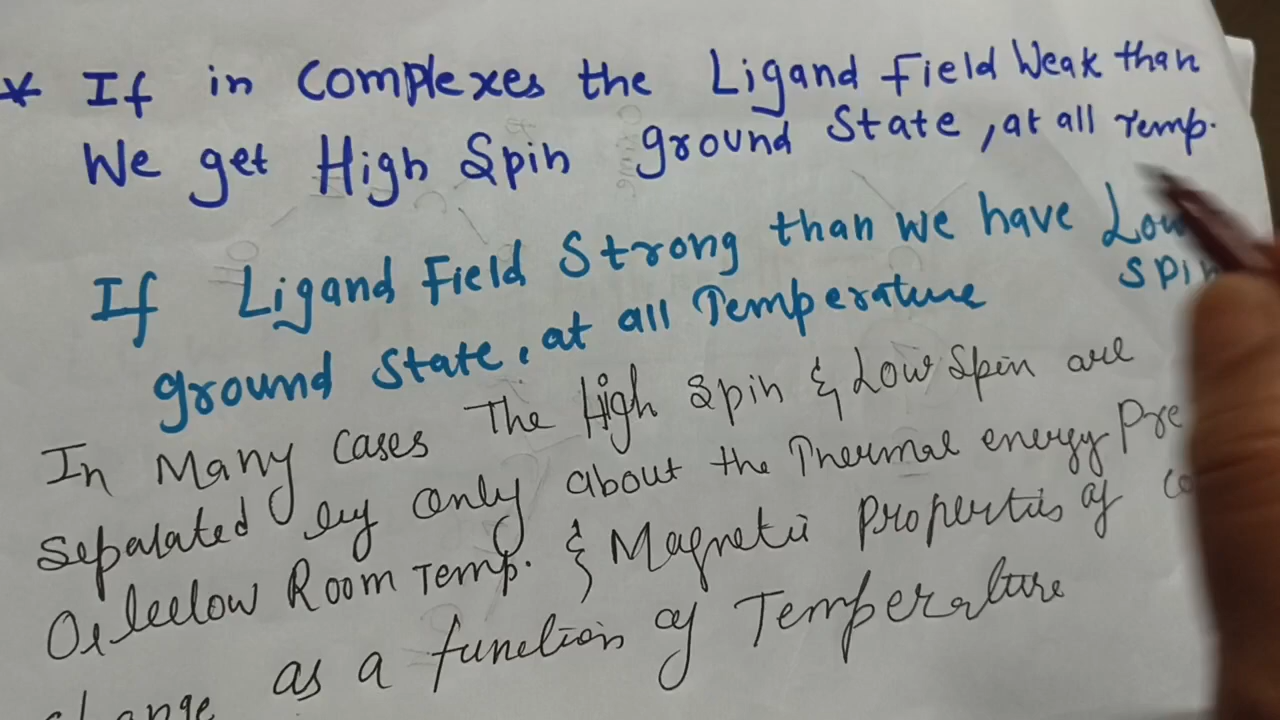 * If in Complexes the Ligand Field Weak than
We get High Spin ground State, at all Temp.
If Ligand Field Strong than we have Low
Spin
ground State, at all Temperature
In Many Cases The High Spin & Low Spin are
Separated by only about the Thermal energy Pre
Or below Room Temp. & Magnetic Properties of co
change as a function of Temperature